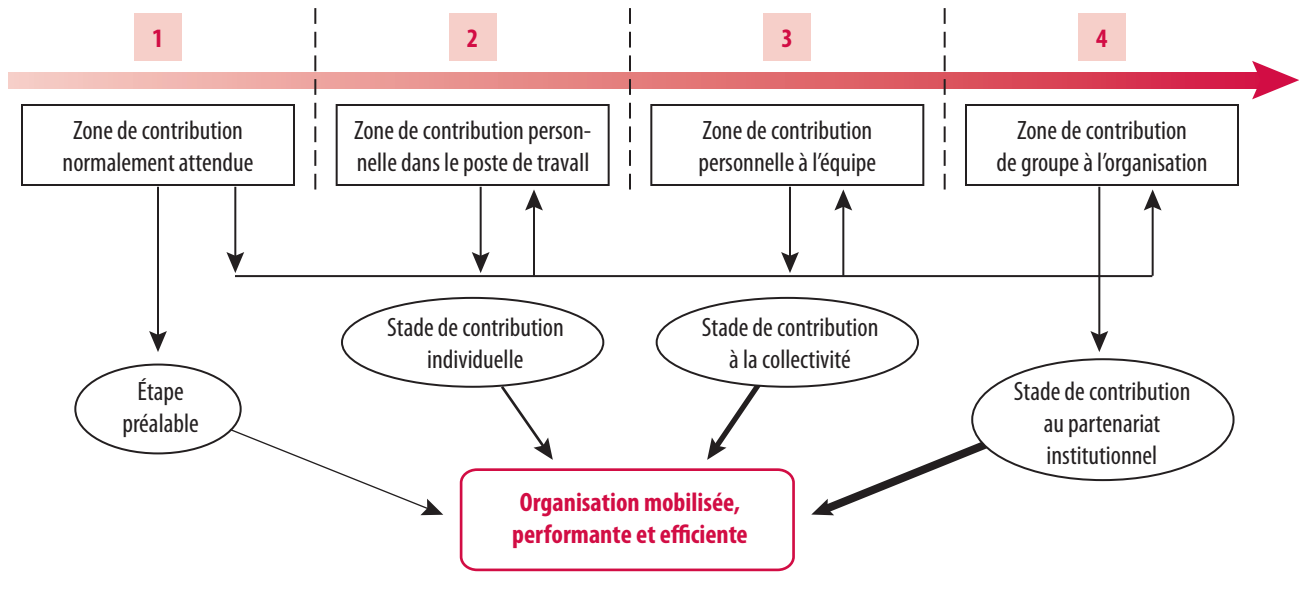 1
2
3
4
Zone de contribution
normalement attendue
Zone de contribution person-
nelle dans le poste de travall
Zone de contribution
personnelle à l’équipe
Zone de contribution
de groupe à l’organisation
Stade de contribution
individuelle
Stade de contribution
à la collectivité
Étape
préalable
Stade de contribution
au partenariat
institutionnel
Organisation mobilisée,
performante et efficiente